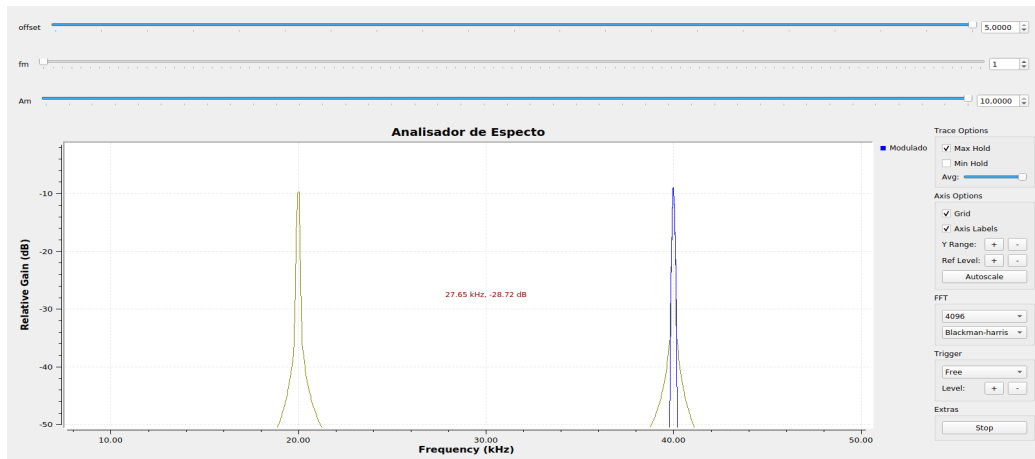 offset 5,0000
fm 1
Am 10,0000
Analisador de Especto
Modulado
Relative Gain (dB)
-10
-20
-30
-40
-50
27.65 kHz, -28.72 dB
10.00 20.00 30.00 40.00 50.00
Frequency (kHz)
Trace Options
Max Hold
Min Hold
Avg:
Axis Options
Grid
Axis Labels
Y Range: + -
Ref Level: + -
Autoscale
FFT
4096
Blackman-harris
Trigger
Free
Level: + -
Extras
Stop